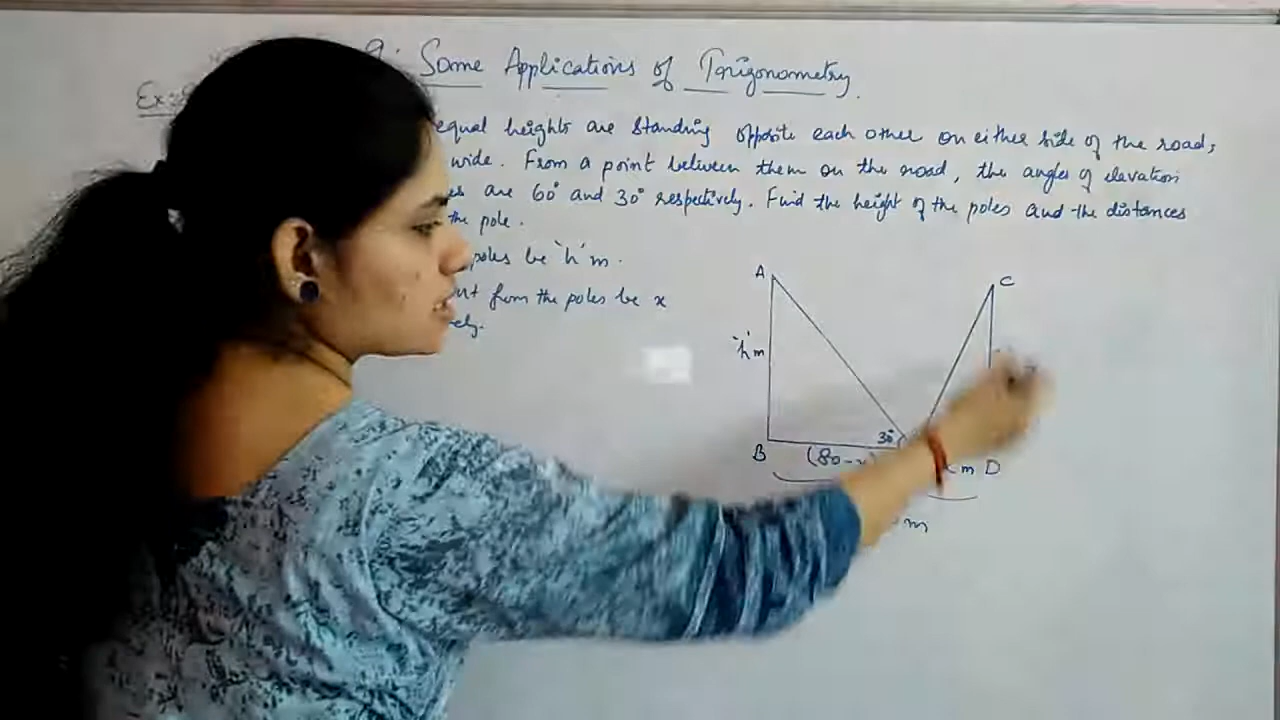 9. Some Applications of Trigonometry.
Ex:
equal heights are standing opposite each other on either side of the road,
wide. From a point between them on the road, the angles of elevation
are 60° and 30° respectively. Find the height of the poles and the distances
the pole.
poles be 'h' m.
from the poles be x
A
C
'h' m
30°
B
(80-x)
m D
m